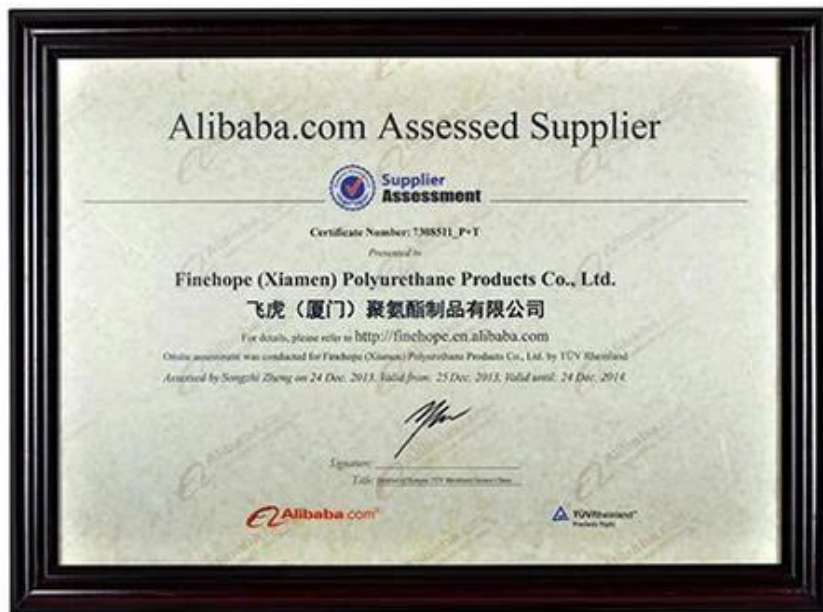 Alibaba.com Assessed Supplier
Supplier
Assessment
Certificate Number: 7308511_P+T
Presented to
Finehope (Xiamen) Polyurethane Products Co., Ltd.
飞虎（厦门）聚氨酯制品有限公司
For details, please refer to http://finehope.en.alibaba.com
Onsite assessment was conducted for Finehope (Xiamen) Polyurethane Products Co., Ltd. by TÜV Rheinland
Assessed by Songzhi Zheng on 24 Dec. 2013, Valid from: 25 Dec. 2013, Valid until: 24 Dec. 2014.
Signature:
Title:
Alibaba.com®
TÜVRheinland®
Precisely Right.